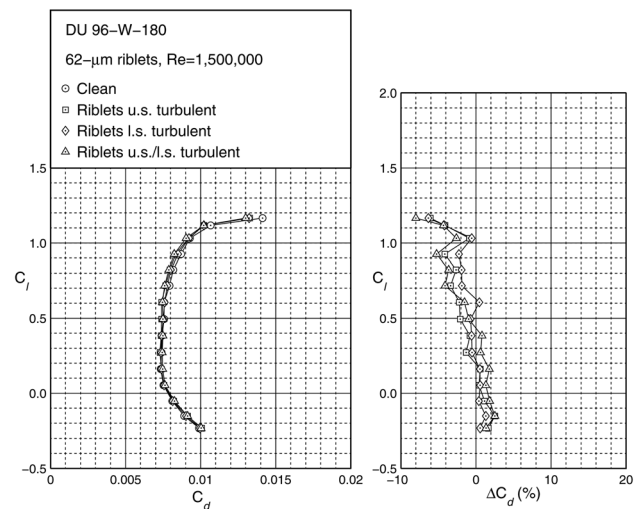 DU 96−W−180
62−μm riblets, Re=1,500,000
Clean
Riblets u.s. turbulent
Riblets l.s. turbulent
Riblets u.s./l.s. turbulent
1.5
1.0
0.5
0.0
−0.5
C_l
0
0.005
0.01
0.015
0.02
C_d
2.0
1.5
1.0
0.5
0.0
−0.5
C_l
−10
0
10
20
ΔC_d (%)